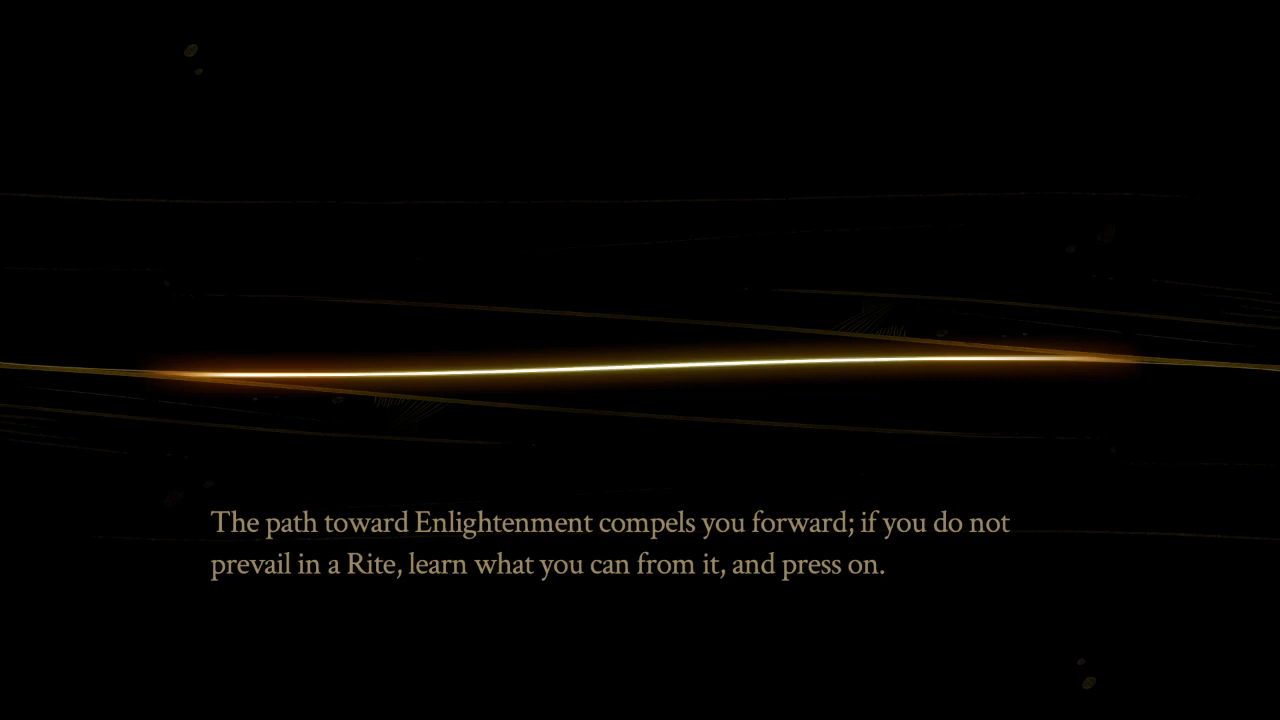 The path toward Enlightenment compels you forward; if you do not
prevail in a Rite, learn what you can from it, and press on.